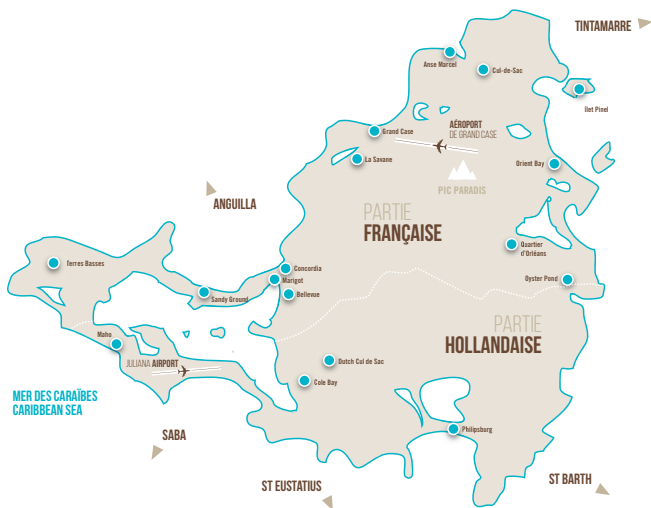 TINTAMARRE
Anse Marcel
Cul-de-Sac
Ilet Pinel
Grand Case
AÉROPORT
DE GRAND CASE
La Savane
Orient Bay
PIC PARADIS
ANGUILLA
PARTIE
FRANÇAISE
Quartier
d'Orléans
Terres Basses
Concordia
Marigot
Oyster Pond
Sandy Ground
Bellevue
PARTIE
HOLLANDAISE
Maho
JULIANA AIRPORT
Dutch Cul de Sac
Cole Bay
MER DES CARAÏBES
CARIBBEAN SEA
Philipsburg
SABA
ST EUSTATIUS
ST BARTH